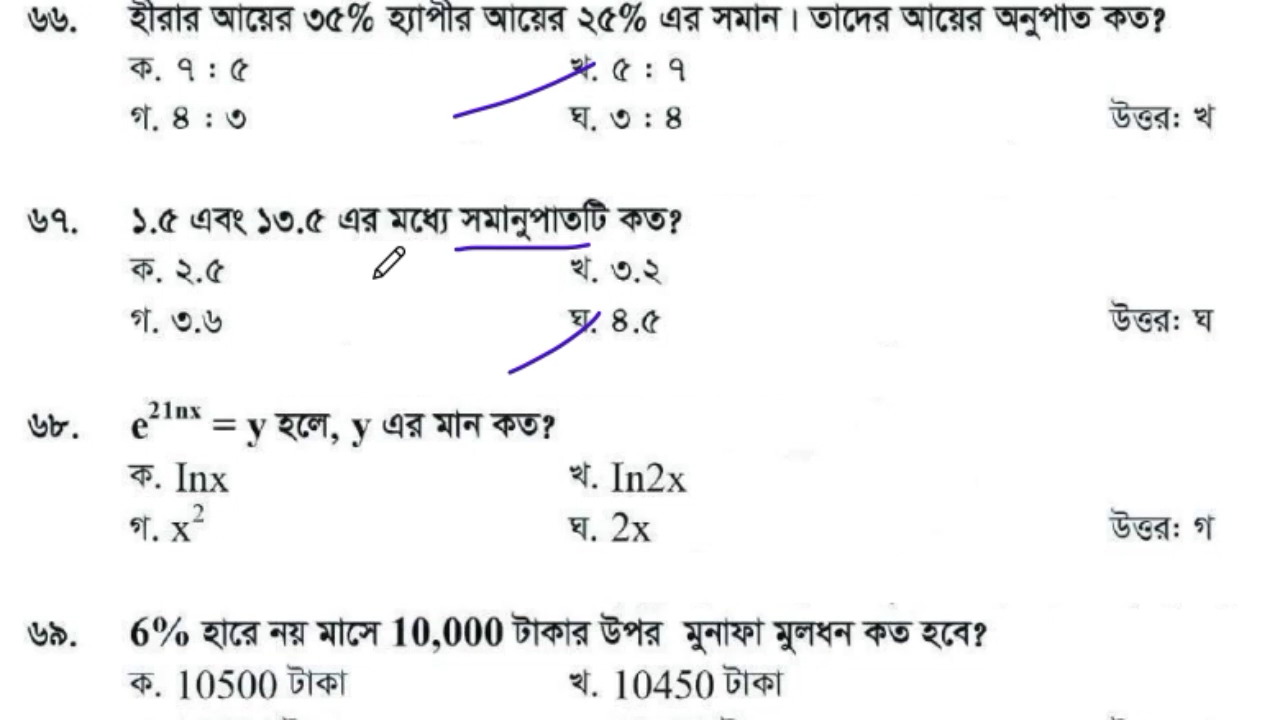 ৬৬. হীরার আয়ের ৩৫% হ্যাপীর আয়ের ২৫% এর সমান। তাদের আয়ের অনুপাত কত?
ক. ৭ : ৫ খ. ৫ : ৭
গ. ৪ : ৩ ঘ. ৩ : ৪ উত্তর: খ
৬৭. ১.৫ এবং ১৩.৫ এর মধ্যে সমানুপাতটি কত?
ক. ২.৫ খ. ৩.২
গ. ৩.৬ ঘ. ৪.৫ উত্তর: ঘ
৬৮. e^21nx = y হলে, y এর মান কত?
ক. Inx খ. In2x
গ. x² ঘ. 2x উত্তর: গ
৬৯. 6% হারে নয় মাসে 10,000 টাকার উপর মুনাফা মুলধন কত হবে?
ক. 10500 টাকা খ. 10450 টাকা